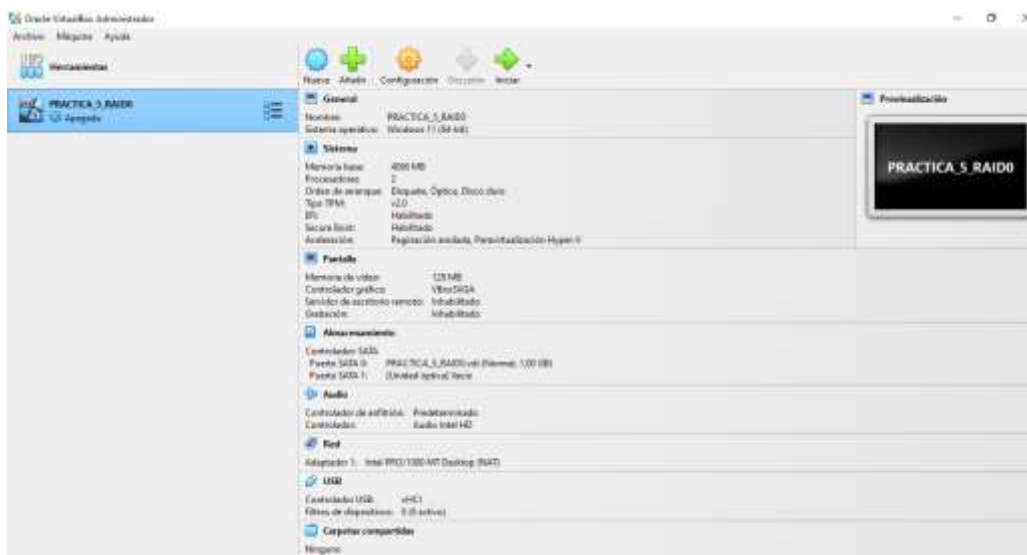 Oracle VirtualBox Administrador
Archivo Máquina Ayuda
Herramientas
Nueva Añadir Configuración Descartar Iniciar
PRACTICA_5_RAID0
Apagada
General
Nombre: PRACTICA_5_RAID0
Sistema operativo: Windows 11 (64-bit)
Previsualización
PRACTICA_5_RAID0
Sistema
Memoria base: 4096 MB
Procesadores: 2
Orden de arranque: Disquete, Óptica, Disco duro
Tipo TPM: v2.0
EFI: Habilitado
Secure Boot: Habilitado
Aceleración: Paginación anidada, Paravirtualización Hyper-V
Pantalla
Memoria de vídeo: 128 MB
Controlador gráfico: VBoxSVGA
Servidor de escritorio remoto: Inhabilitado
Grabación: Inhabilitado
Almacenamiento
Controlador: SATA
Puerto SATA 0: PRACTICA_5_RAID0.vdi (Normal, 1,00 GB)
Puerto SATA 1: [Unidad óptica] Vacío
Audio
Controlador de anfitrión: Predeterminado
Controlador: Audio Intel HD
Red
Adaptador 1: Intel PRO/1000 MT Desktop (NAT)
USB
Controlador USB: xHCI
Filtros de dispositivos: 0 (0 activo)
Carpetas compartidas
Ninguno